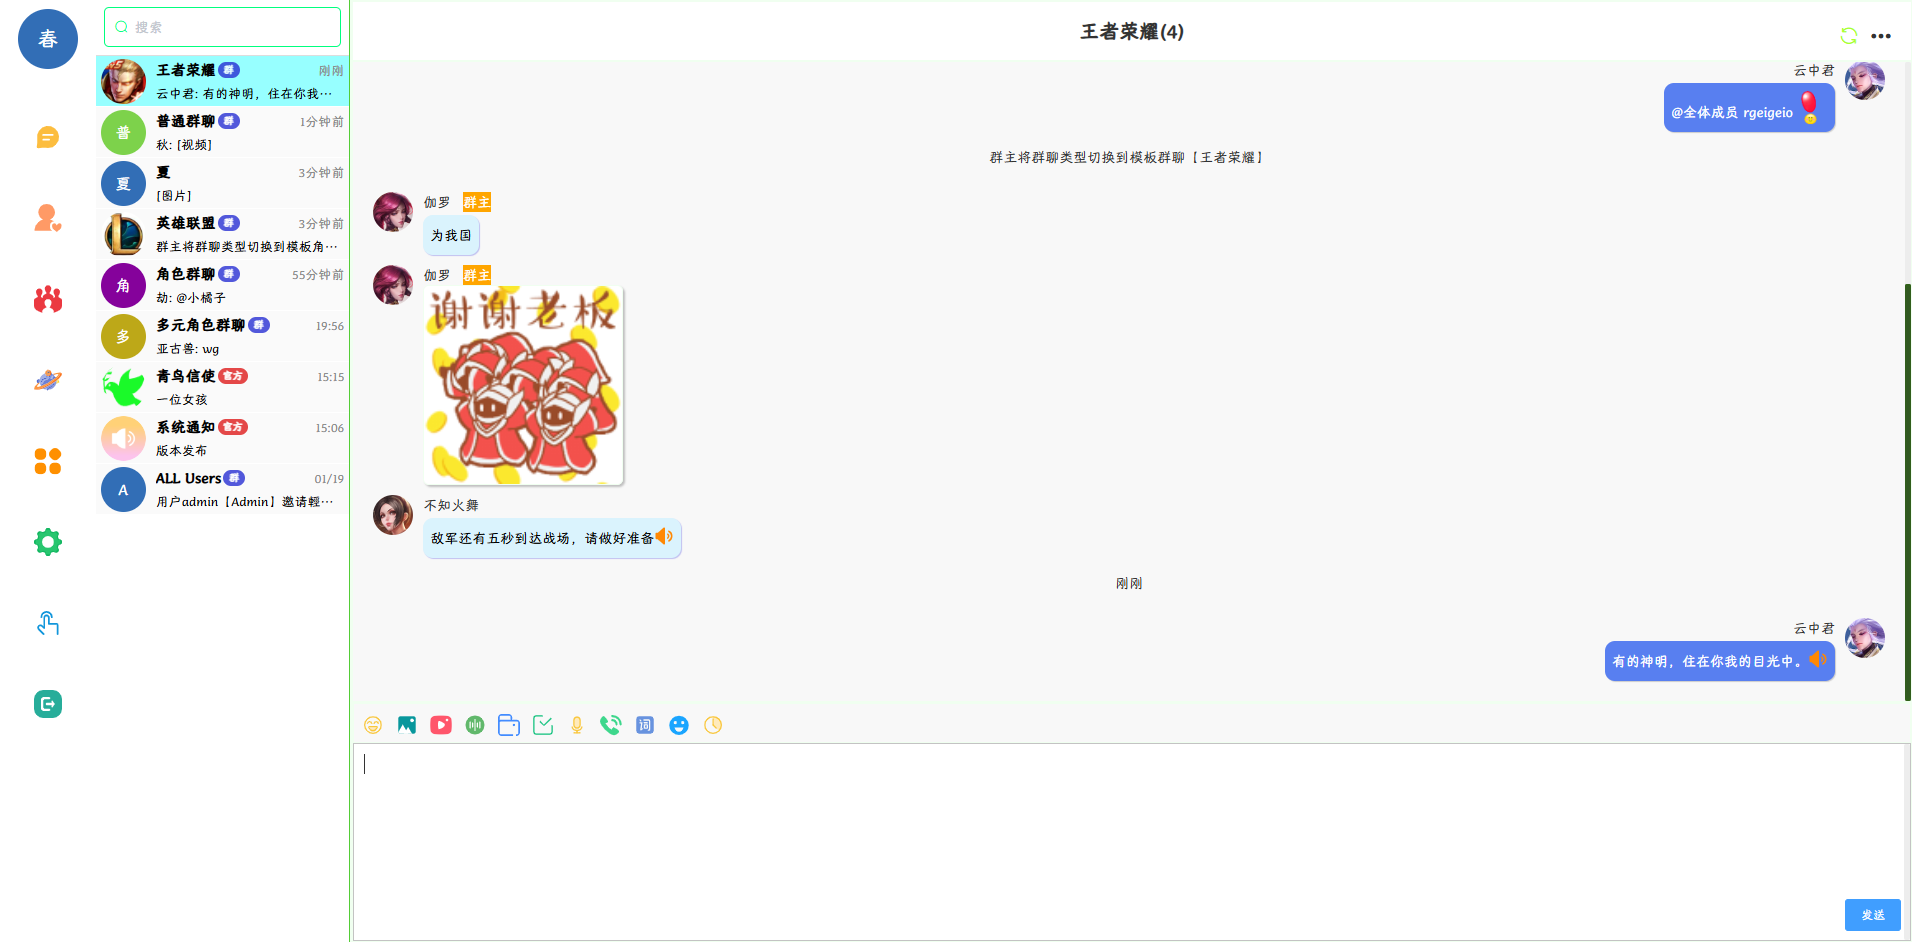 春
搜索
王者荣耀 群 刚刚
云中君: 有的神明，住在你我…
普 普通群聊 群 1分钟前
秋: [视频]
夏 夏 3分钟前
[图片]
英雄联盟 群 3分钟前
群主将群聊类型切换到模板角…
角 角色群聊 群 55分钟前
劫: @小橘子
多 多元角色群聊 群 19:56
亚古兽: wg
青鸟信使 官方 15:15
一位女孩
系统通知 官方 15:06
版本发布
A ALL Users 群 01/19
用户admin【Admin】邀请輕…
王者荣耀(4)
云中君
@全体成员 rgeigeio
群主将群聊类型切换到模板群聊【王者荣耀】
伽罗 群主
为我国
伽罗 群主
谢谢老板
不知火舞
敌军还有五秒到达战场，请做好准备
刚刚
云中君
有的神明，住在你我的目光中。
词
发送